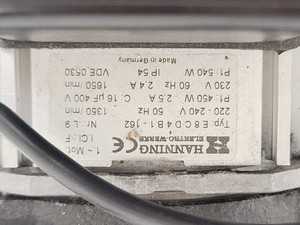 HANNING
ELEKTRO-WERKE
Typ: E8CD4B1-162
1~Mot Nr. L9
I.Cl. F 1350/min
220-240 V 50 Hz
P1: 450 W - 2.5 A C: 16 µF 400 V
230 V 60 Hz 2,4 A
P1: 540 W IP 54 VDE 0530
Made in Germany